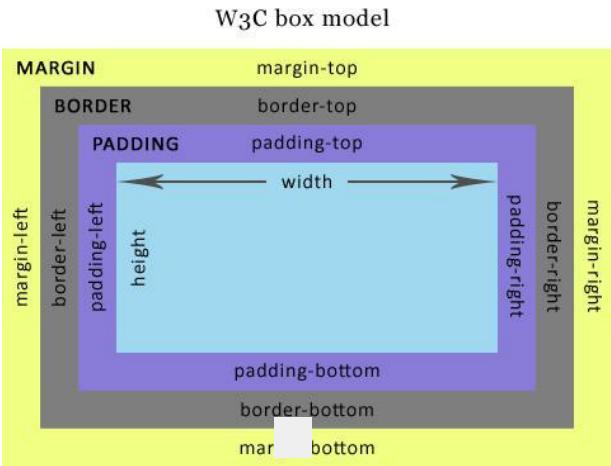 W3C box model
MARGIN
margin-top
BORDER
border-top
PADDING
padding-top
width
margin-left
border-left
padding-left
height
padding-right
border-right
margin-right
padding-bottom
border-bottom
bottom